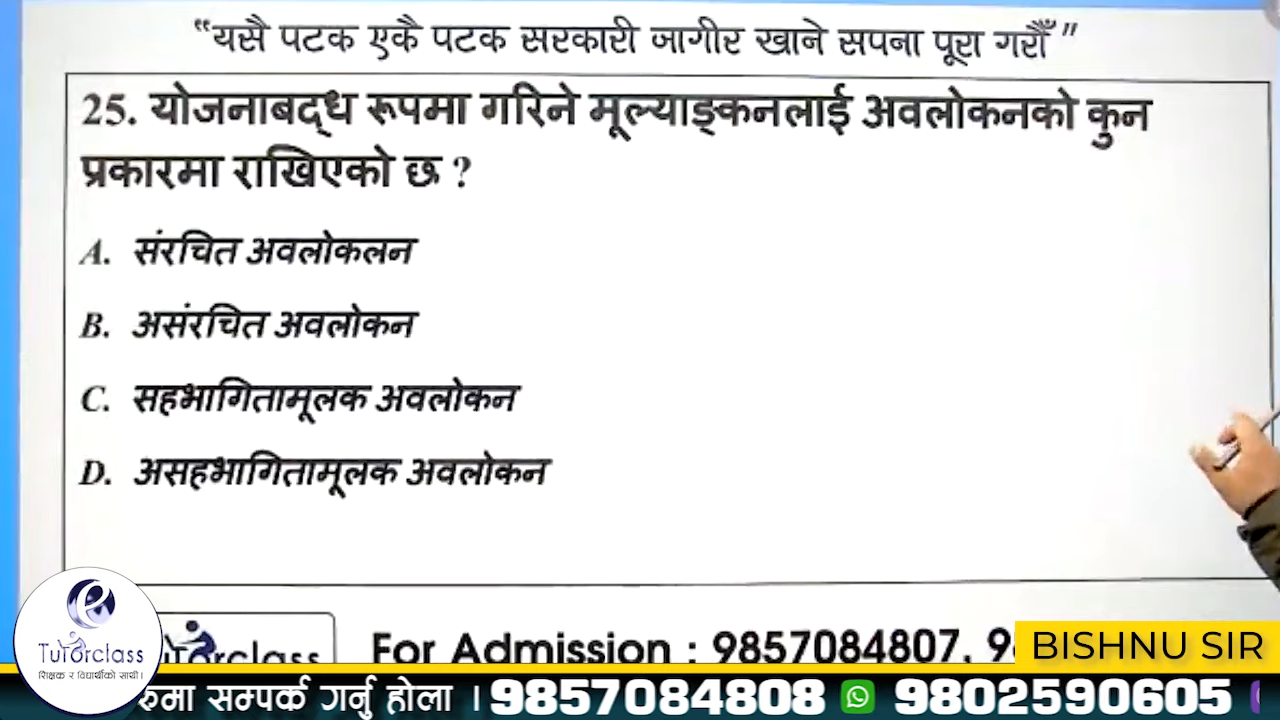 “यसै पटक एकै पटक सरकारी जागीर खाने सपना पूरा गरौँ”
25. योजनाबद्ध रूपमा गरिने मूल्याङ्कनलाई अवलोकनको कुन
प्रकारमा राखिएको छ ?
A. संरचित अवलोकलन
B. असंरचित अवलोकन
C. सहभागितामूलक अवलोकन
D. असहभागितामूलक अवलोकन
Tutorclass
शिक्षक र विद्यार्थीको साथी।
For Admission : 9857084807,
BISHNU SIR
सम्पर्क गर्नु होला । 9857084808 9802590605